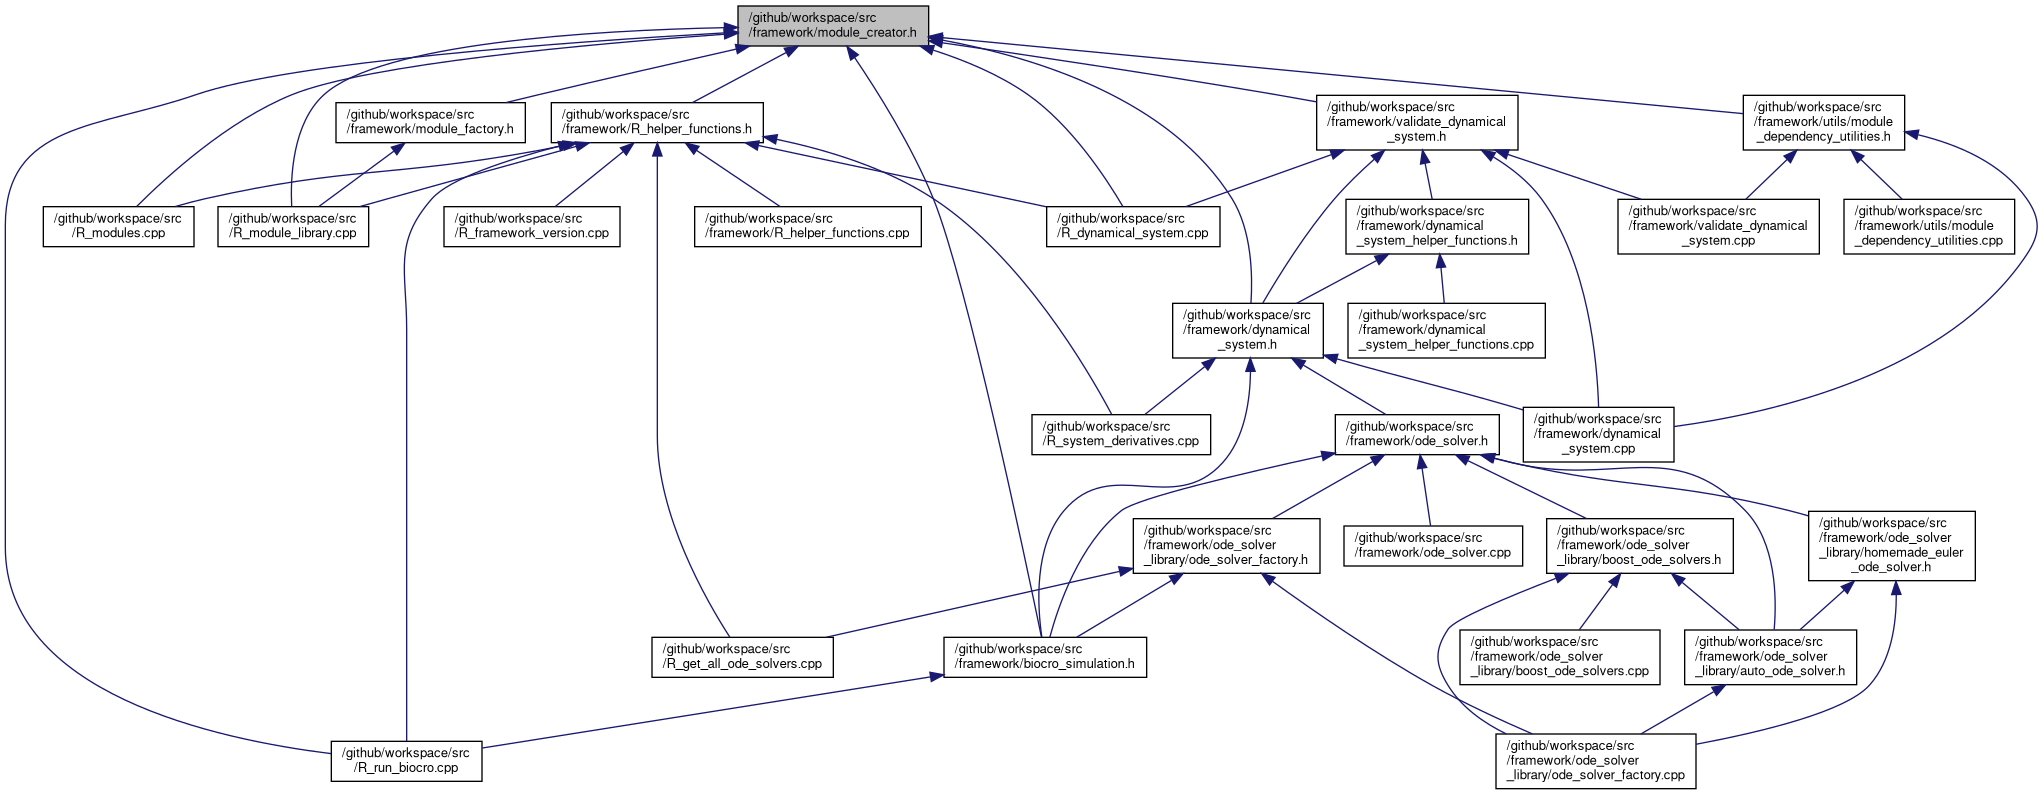 /github/workspace/src
/framework/module_creator.h
/github/workspace/src
/framework/module_factory.h
/github/workspace/src
/framework/R_helper_functions.h
/github/workspace/src
/framework/validate_dynamical
_system.h
/github/workspace/src
/framework/utils/module
_dependency_utilities.h
/github/workspace/src
/R_modules.cpp
/github/workspace/src
/R_module_library.cpp
/github/workspace/src
/R_framework_version.cpp
/github/workspace/src
/framework/R_helper_functions.cpp
/github/workspace/src
/R_dynamical_system.cpp
/github/workspace/src
/framework/dynamical
_system_helper_functions.h
/github/workspace/src
/framework/validate_dynamical
_system.cpp
/github/workspace/src
/framework/utils/module
_dependency_utilities.cpp
/github/workspace/src
/framework/dynamical
_system.h
/github/workspace/src
/framework/dynamical
_system_helper_functions.cpp
/github/workspace/src
/R_system_derivatives.cpp
/github/workspace/src
/framework/ode_solver.h
/github/workspace/src
/framework/dynamical
_system.cpp
/github/workspace/src
/framework/ode_solver
_library/ode_solver_factory.h
/github/workspace/src
/framework/ode_solver.cpp
/github/workspace/src
/framework/ode_solver
_library/boost_ode_solvers.h
/github/workspace/src
/framework/ode_solver
_library/homemade_euler
_ode_solver.h
/github/workspace/src
/R_get_all_ode_solvers.cpp
/github/workspace/src
/framework/biocro_simulation.h
/github/workspace/src
/framework/ode_solver
_library/boost_ode_solvers.cpp
/github/workspace/src
/framework/ode_solver
_library/auto_ode_solver.h
/github/workspace/src
/R_run_biocro.cpp
/github/workspace/src
/framework/ode_solver
_library/ode_solver_factory.cpp